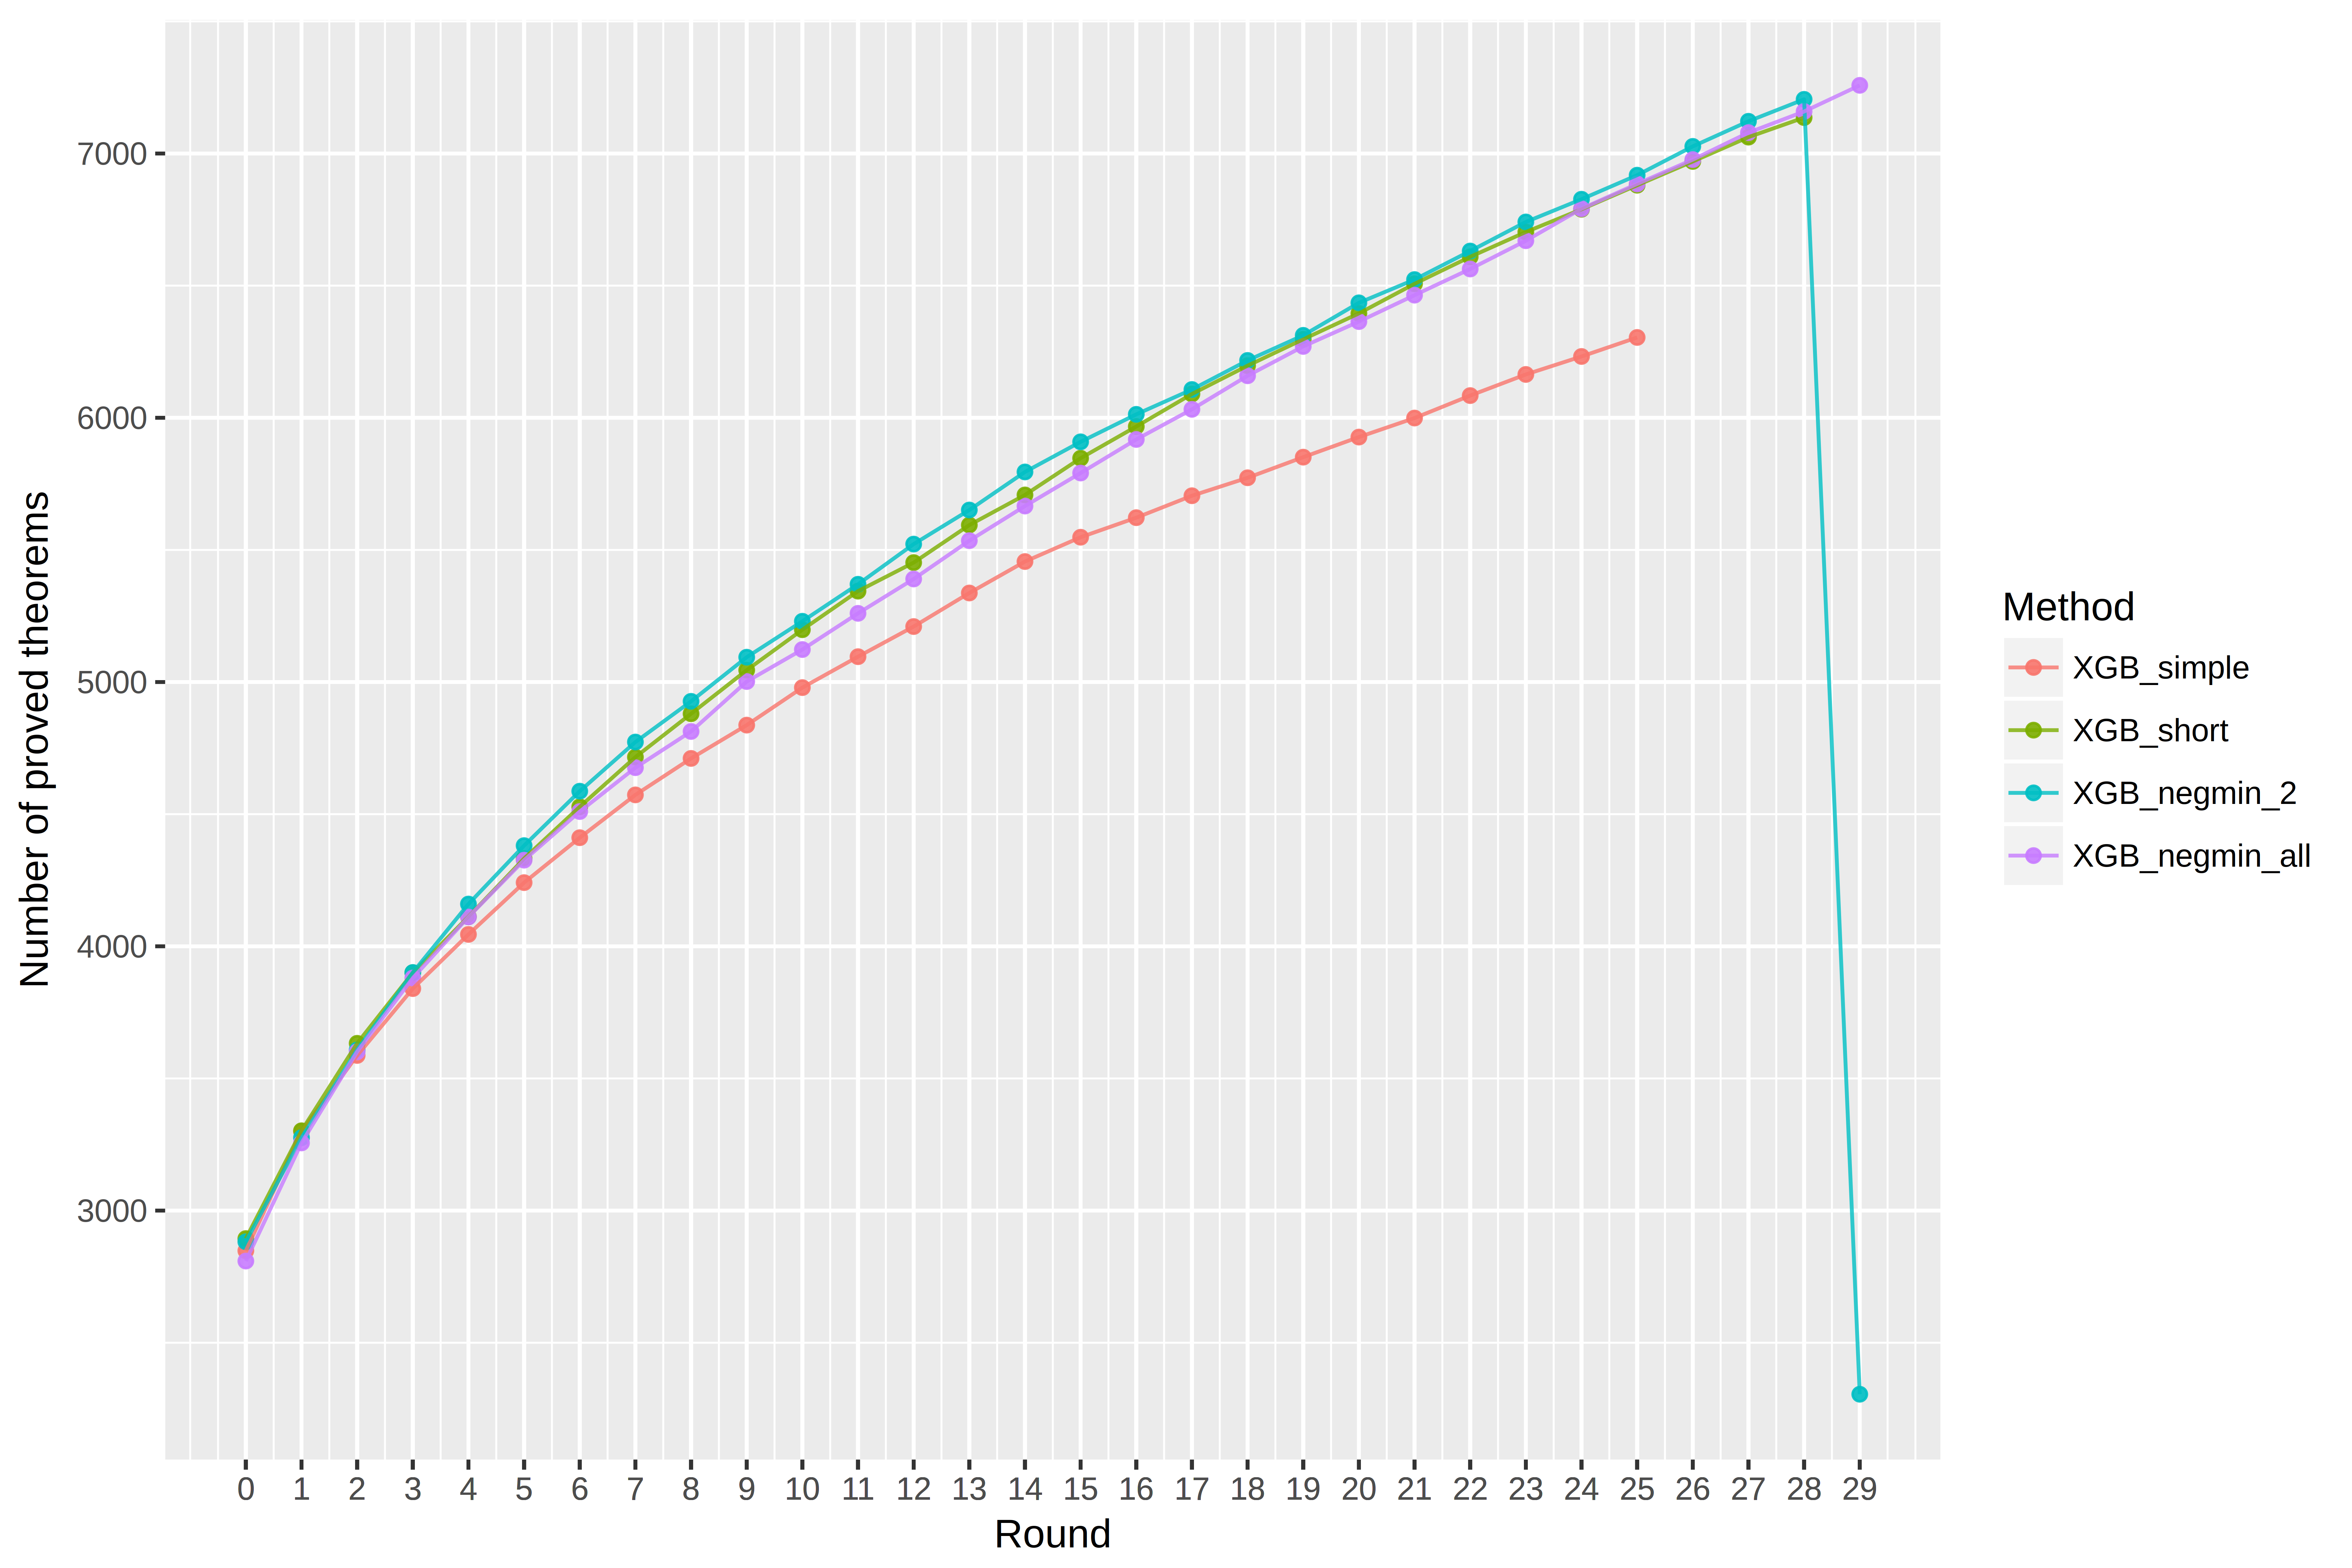 Number of proved theorems
7000
6000
5000
4000
3000
0 1 2 3 4 5 6 7 8 9 10 11 12 13 14 15 16 17 18 19 20 21 22 23 24 25 26 27 28 29
Round
Method
XGB_simple
XGB_short
XGB_negmin_2
XGB_negmin_all